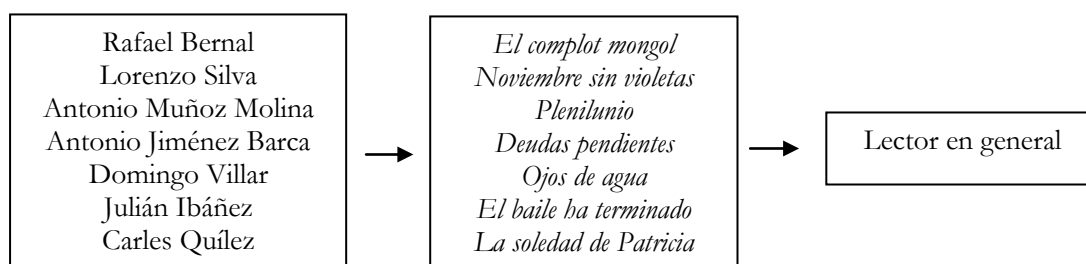 Rafael Bernal
Lorenzo Silva
Antonio Muñoz Molina
Antonio Jiménez Barca
Domingo Villar
Julián Ibáñez
Carles Quílez
El complot mongol
Noviembre sin violetas
Plenilunio
Deudas pendientes
Ojos de agua
El baile ha terminado
La soledad de Patricia
Lector en general